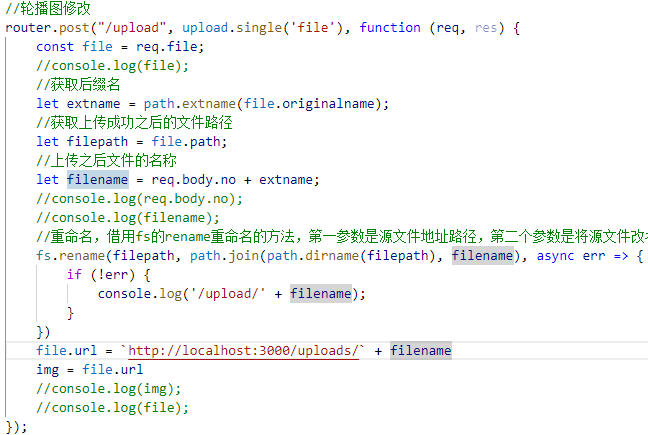 //轮播图修改
router.post("/upload", upload.single('file'), function (req, res) {
const file = req.file;
//console.log(file);
//获取后缀名
let extname = path.extname(file.originalname);
//获取上传成功之后的文件路径
let filepath = file.path;
//上传之后文件的名称
let filename = req.body.no + extname;
//console.log(req.body.no);
//console.log(filename);
//重命名，借用fs的rename重命名的方法，第一参数是源文件地址路径，第二个参数是将源文件改
fs.rename(filepath, path.join(path.dirname(filepath), filename), async err => {
if (!err) {
console.log('/upload/' + filename);
}
})
file.url = `http://localhost:3000/uploads/` + filename
img = file.url
//console.log(img);
//console.log(file);
});